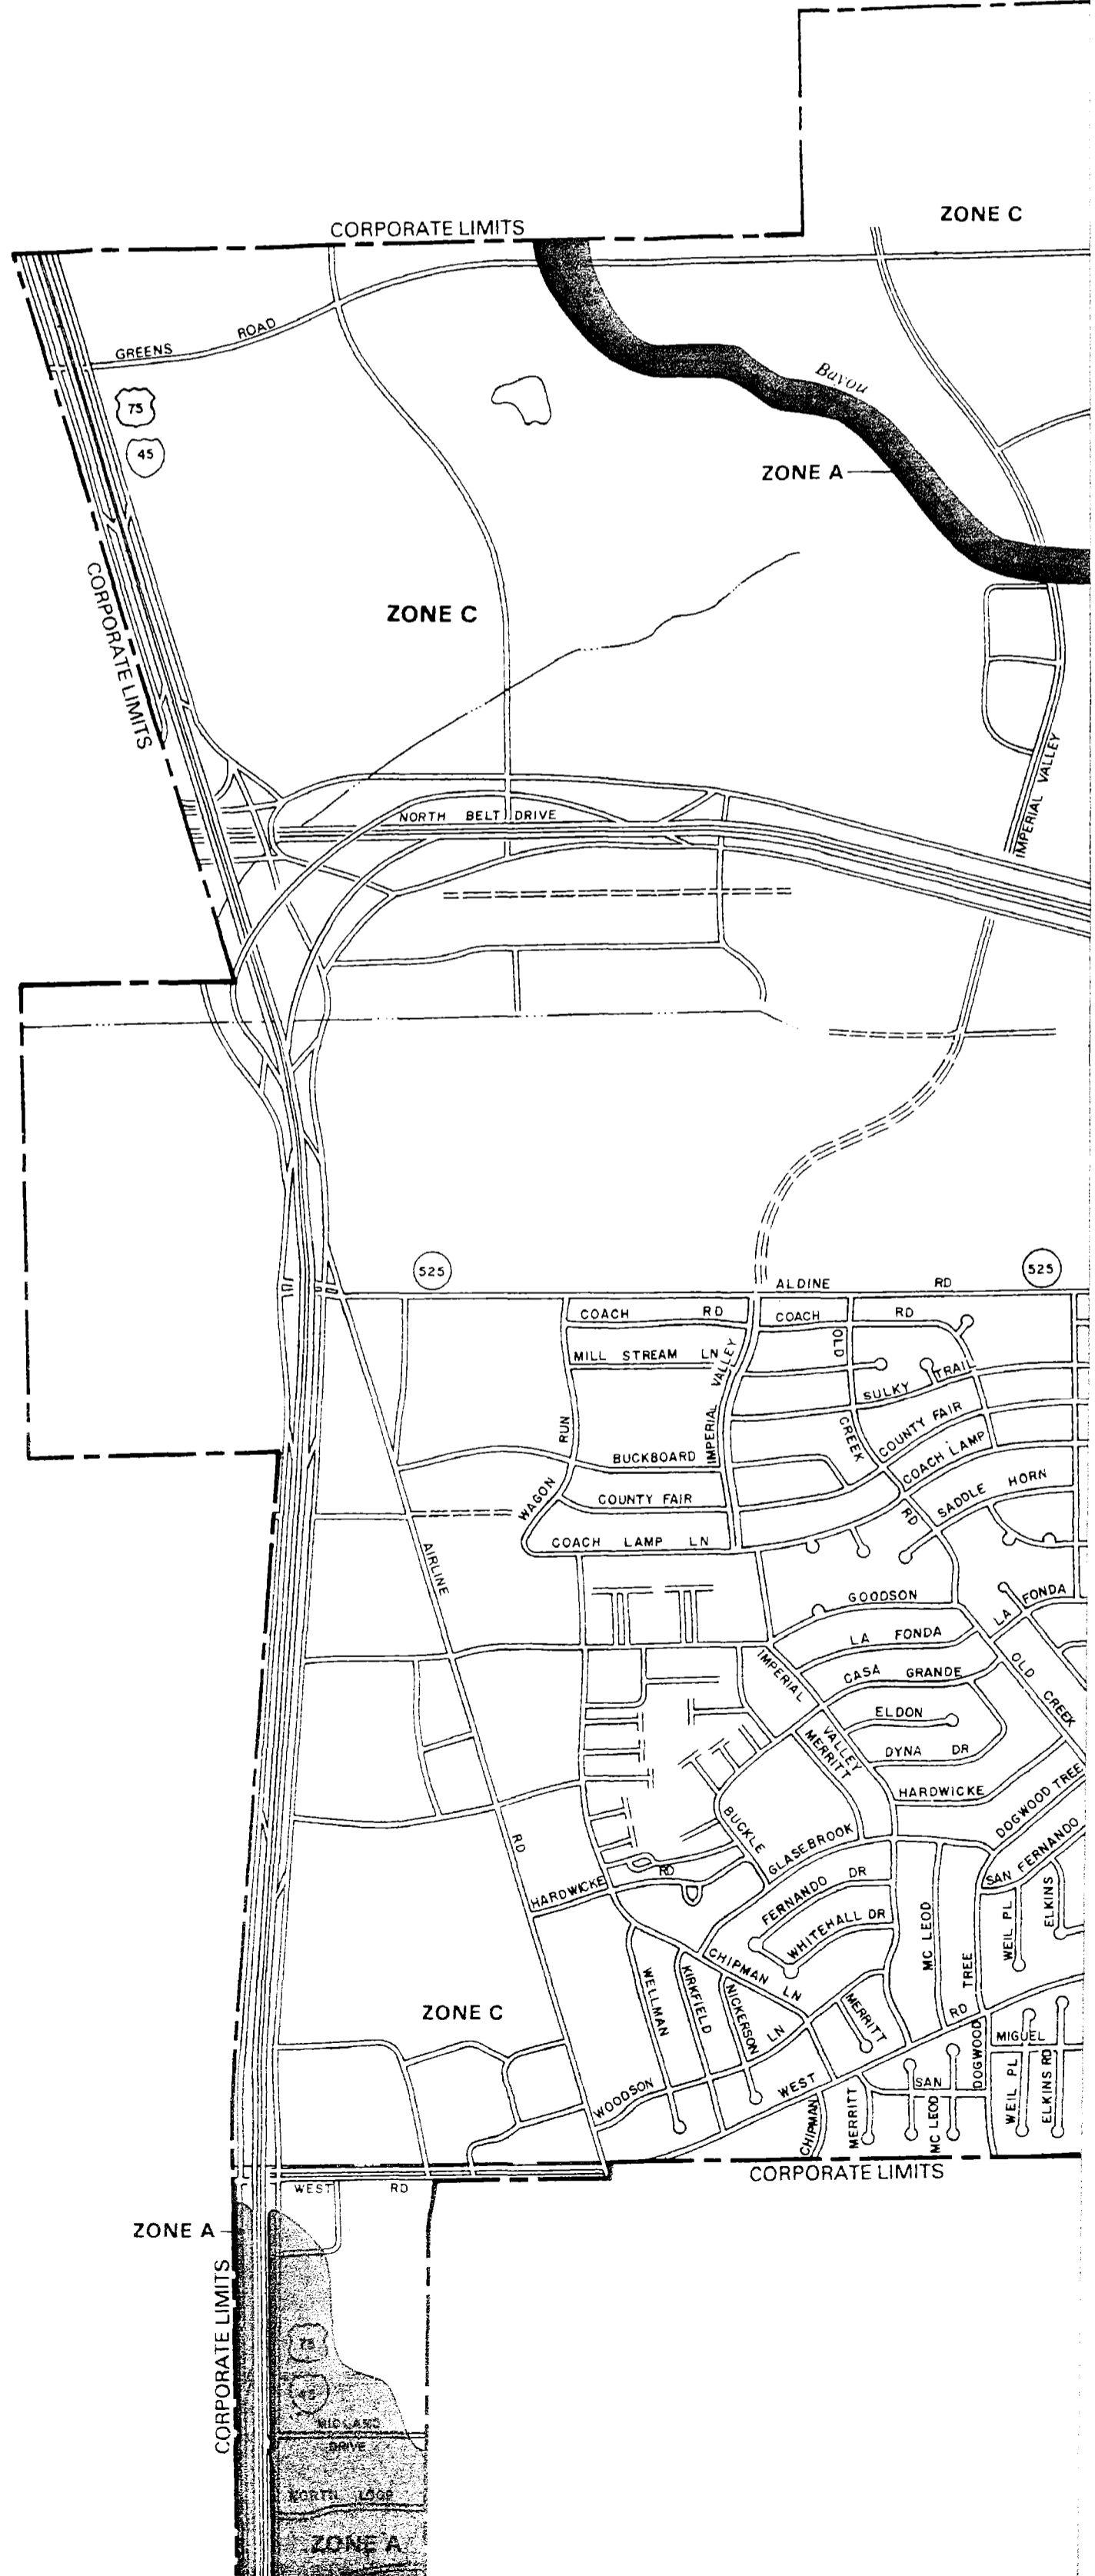 ZONE C
CORPORATE LIMITS
GREENS ROAD
75
45
Bayou
ZONE A
CORPORATE LIMITS
ZONE C
IMPERIAL VALLEY
NORTH BELT DRIVE
525
525
ALDINE RD
COACH RD
COACH RD
OLD
MILL STREAM LN
VALLEY
TRAIL
SULKY
COUNTY FAIR
IMPERIAL
CREEK
RUN
COACH LAMP
BUCKBOARD
SADDLE HORN
WAGON
COUNTY FAIR
RD
COACH LAMP LN
AIRLINE
GOODSON
LA FONDA
LA FONDA
IMPERIAL
CASA GRANDE
OLD CREEK
ELDON
VALLEY
MERRITT
DYNA DR
HARDWICKE
DOGWOOD TREE
BUCKLE
GLASEBROOK
SAN FERNANDO
RD
HARDWICKE RD
FERNANDO DR
WHITEHALL DR
MC LEOD
WEIL PL
ELKINS
CHIPMAN LN
TREE
WELLMAN
KIRKFIELD
NICKERSON
MERRITT
ZONE C
LN
RD
DOGWOOD
MIGUEL
WOODSON
WEST
SAN
CHIPMAN
MERRITT
MC LEOD
WEIL PL
ELKINS RD
CORPORATE LIMITS
WEST RD
ZONE A
CORPORATE LIMITS
75
45
MIDLAND
DRIVE
NORTH LOOP
ZONE A